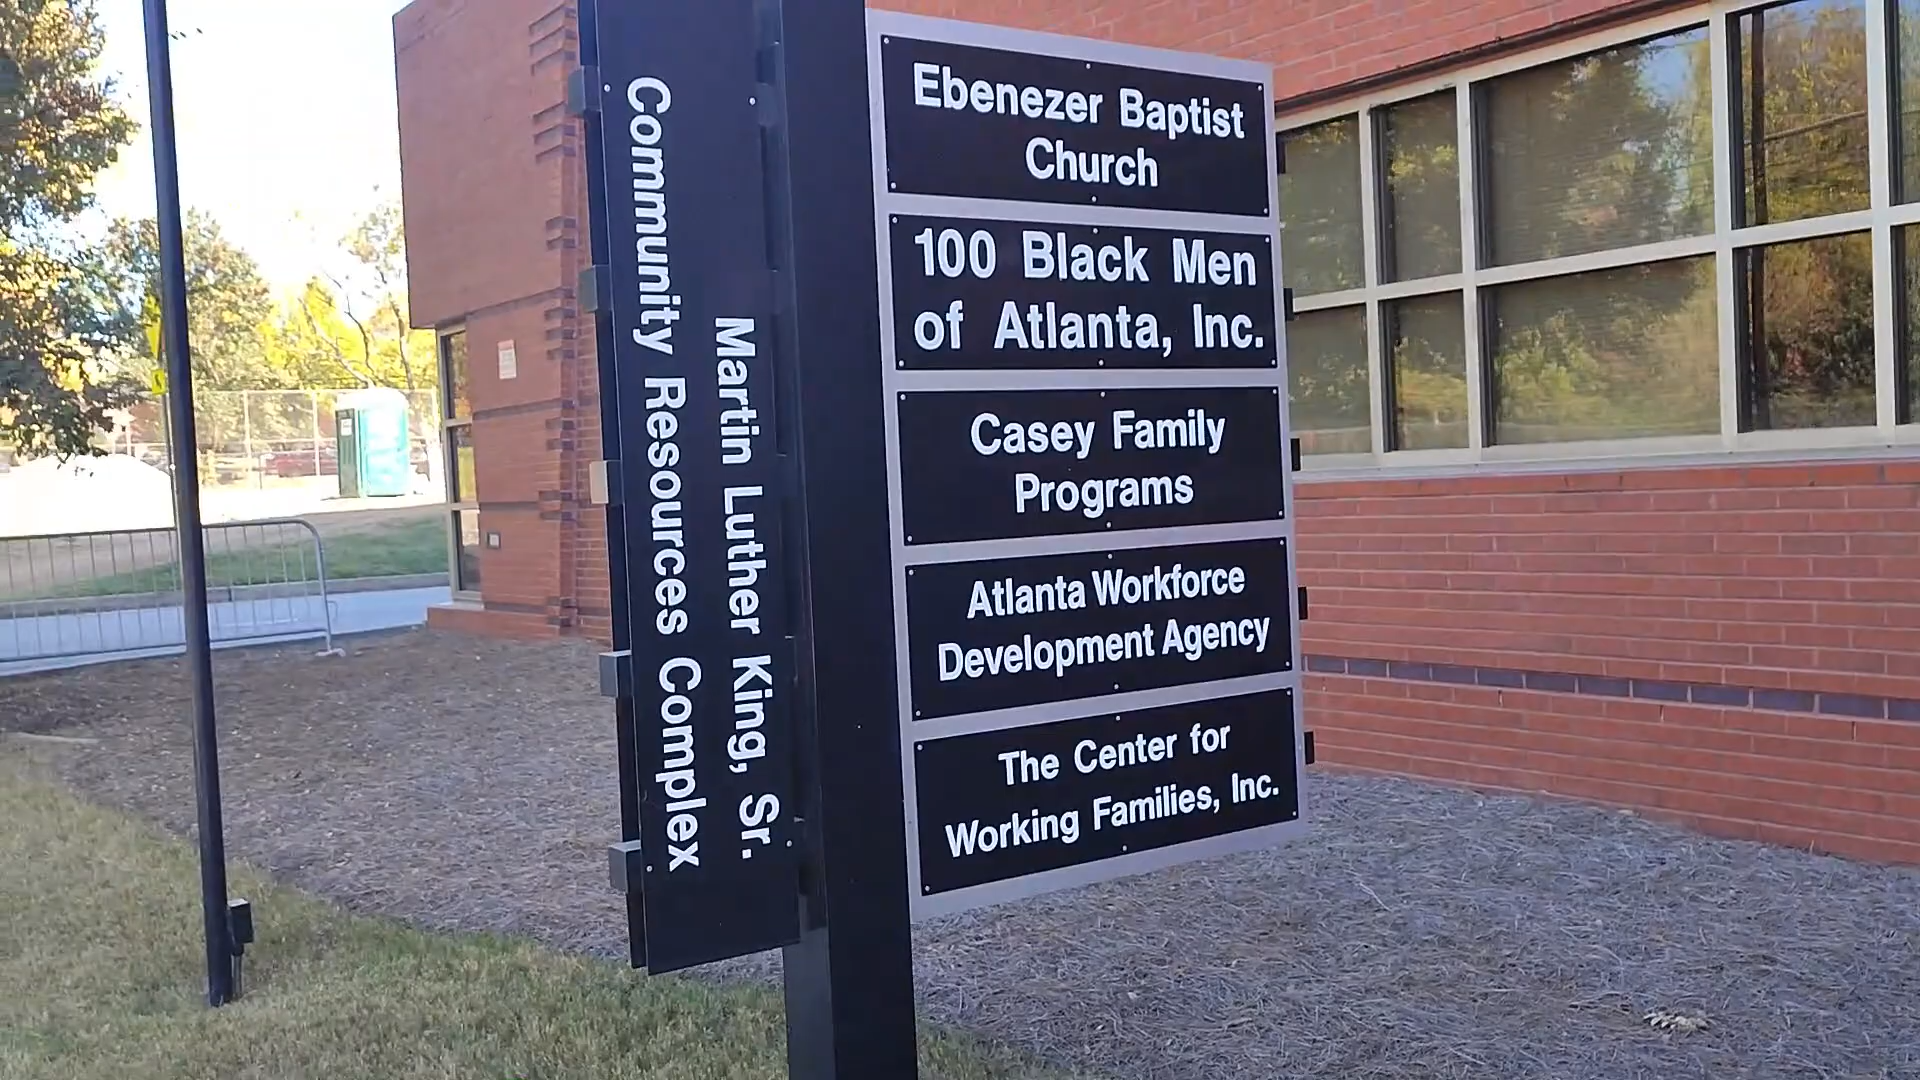 Martin Luther King, Sr.
Community Resources Complex
Ebenezer Baptist
Church
100 Black Men
of Atlanta, Inc.
Casey Family
Programs
Atlanta Workforce
Development Agency
The Center for
Working Families, Inc.